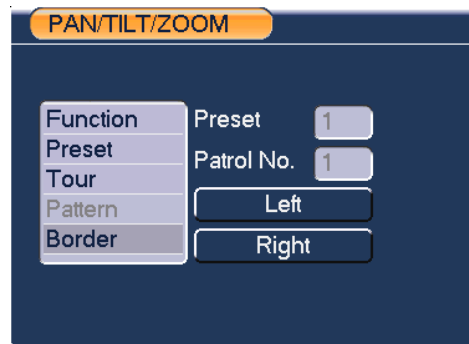 PAN/TILT/ZOOM
Function
Preset
Tour
Pattern
Border
Preset 1
Patrol No. 1
Left
Right